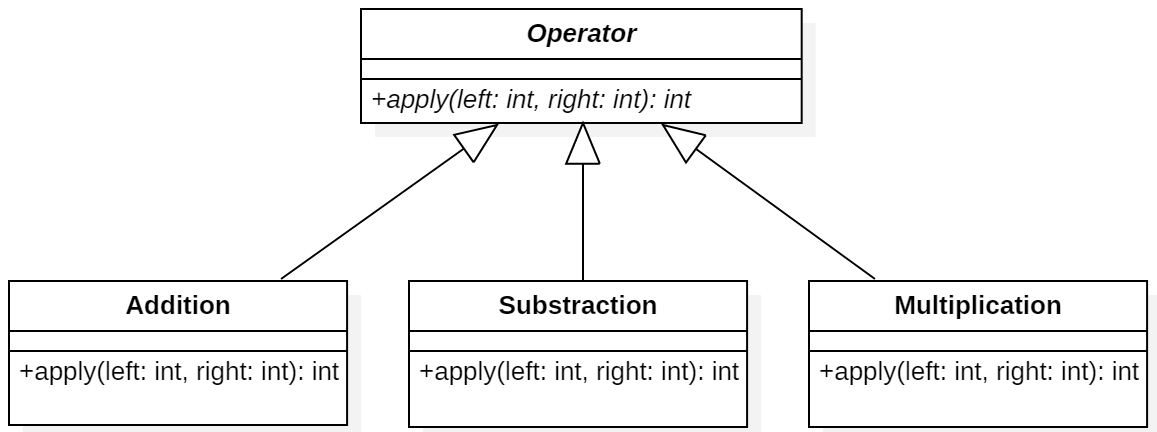 Operator
+apply(left: int, right: int): int
Addition
+apply(left: int, right: int): int
Substraction
+apply(left: int, right: int): int
Multiplication
+apply(left: int, right: int): int